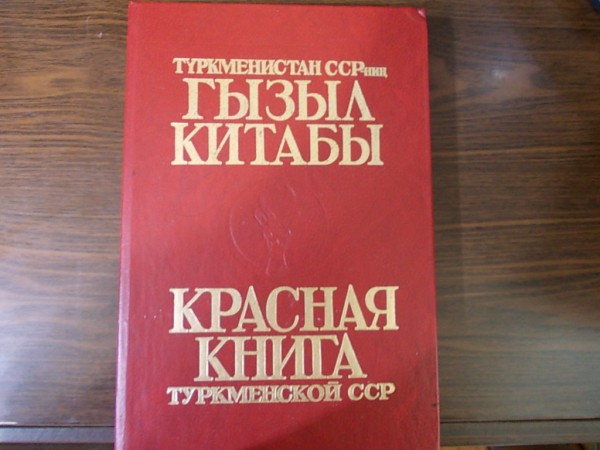 ТҮРКМЕНИСТАН ССР-ниң
ГЫЗЫЛ
КИТАБЫ
КРАСНАЯ
КНИГА
ТУРКМЕНСКОЙ ССР